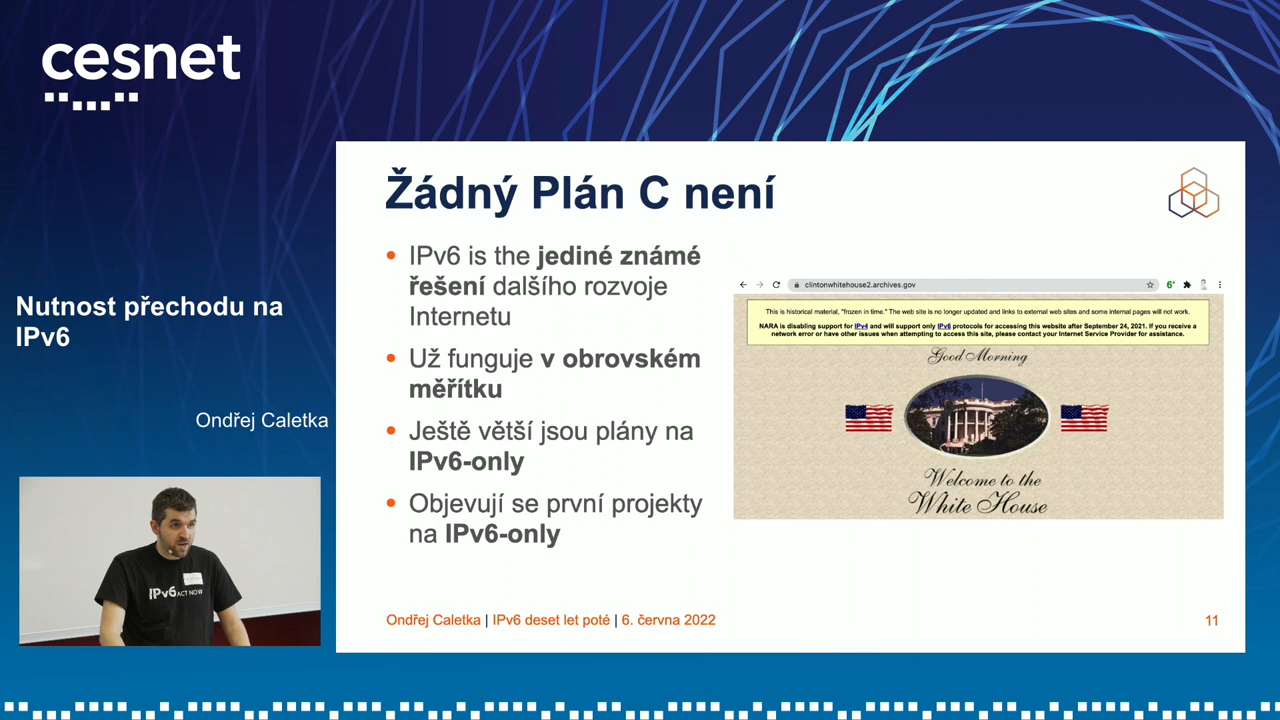 cesnet
Nutnost přechodu na
IPv6
Ondřej Caletka
IPv6 ACT NOW
Žádný Plán C není
IPv6 is the jediné známé
řešení dalšího rozvoje
Internetu
Už funguje v obrovském
měřítku
Ještě větší jsou plány na
IPv6-only
Objevují se první projekty
na IPv6-only
clintonwhitehouse2.archives.gov
6
This is historical material, "frozen in time." The web site is no longer updated and links to external web sites and some internal pages will not work.
NARA is disabling support for IPv4 and will support only IPv6 protocols for accessing this website after September 24, 2021. If you receive a
network error or have other issues when attempting to access this site, please contact your Internet Service Provider for assistance.
Good Morning
Welcome to the
White House
Ondřej Caletka | IPv6 deset let poté | 6. června 2022
11